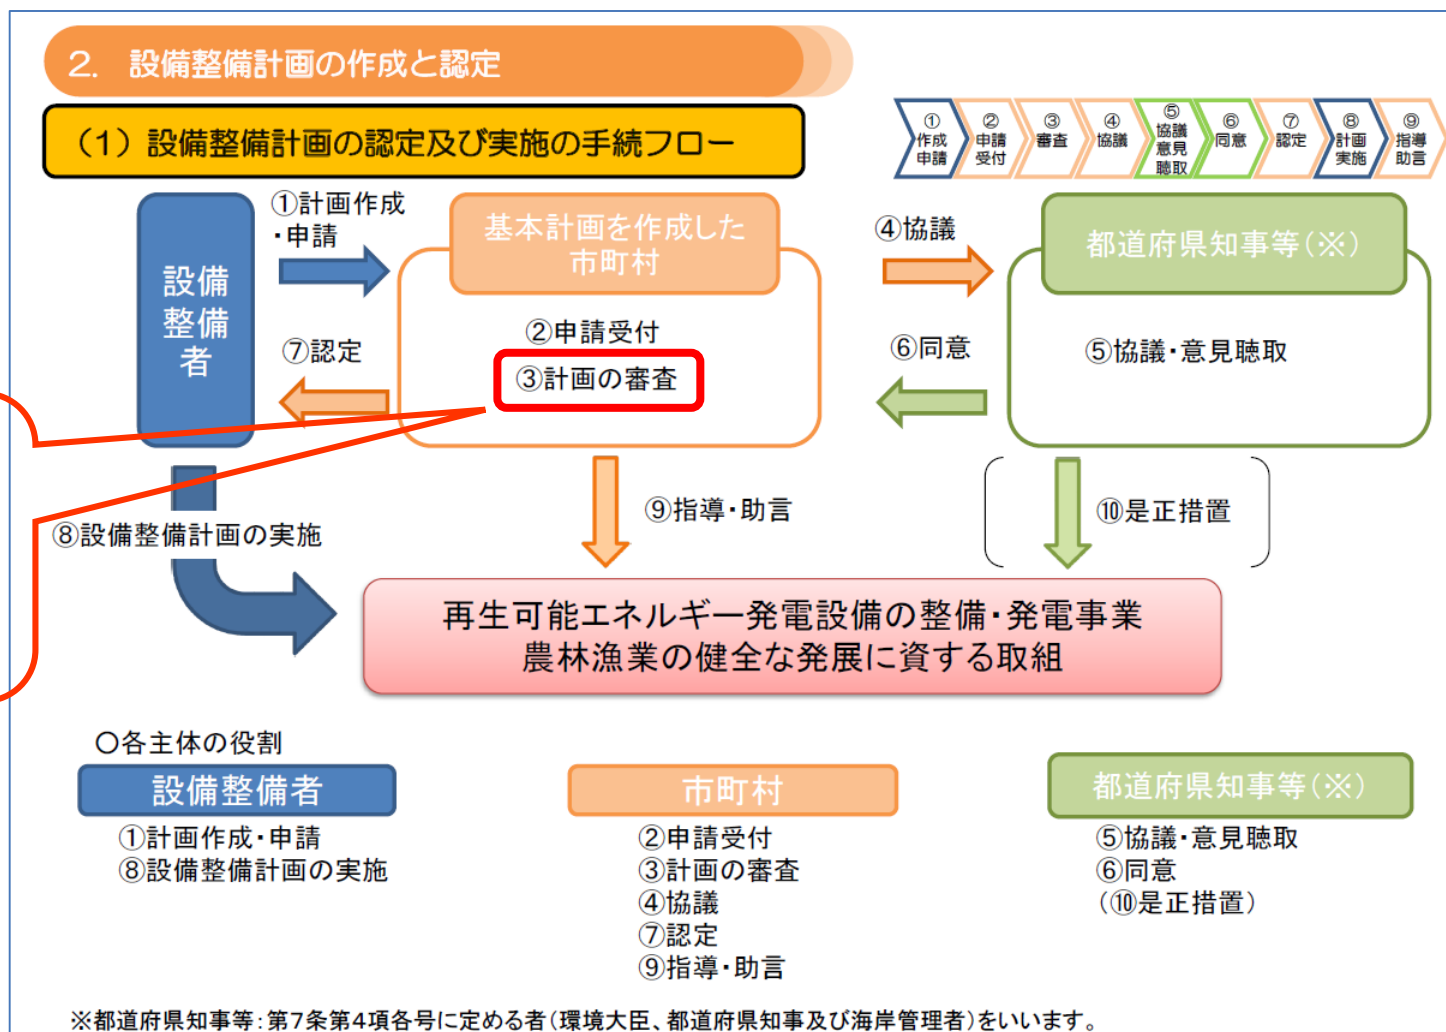 2. 設備整備計画の作成と認定
(1)設備整備計画の認定及び実施の手続フロー
①
作成
申請
②
申請
受付
③
審査
④
協議
⑤
協議
意見
聴取
⑥
同意
⑦
認定
⑧
計画
実施
⑨
指導
助言
設備
整備
者
①計画作成
・申請
⑦認定
基本計画を作成した
市町村
②申請受付
③計画の審査
④協議
⑥同意
都道府県知事等(※)
⑤協議・意見聴取
⑧設備整備計画の実施
⑨指導・助言
⑩是正措置
再生可能エネルギー発電設備の整備・発電事業
農林漁業の健全な発展に資する取組
○各主体の役割
設備整備者
①計画作成・申請
⑧設備整備計画の実施
市町村
②申請受付
③計画の審査
④協議
⑦認定
⑨指導・助言
都道府県知事等(※)
⑤協議・意見聴取
⑥同意
(⑩是正措置)
※都道府県知事等:第7条第4項各号に定める者(環境大臣、都道府県知事及び海岸管理者)をいいます。